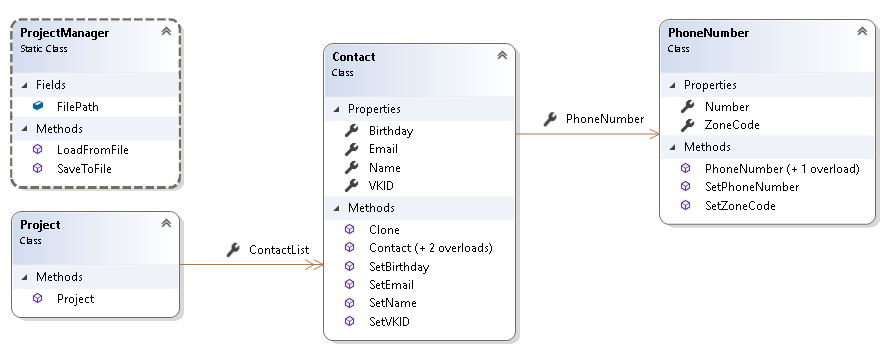 ProjectManager
Static Class
Fields
FilePath
Methods
LoadFromFile
SaveToFile
Project
Class
Methods
Project
ContactList
Contact
Class
Properties
Birthday
Email
Name
VKID
Methods
Clone
Contact (+ 2 overloads)
SetBirthday
SetEmail
SetName
SetVKID
PhoneNumber
PhoneNumber
Class
Properties
Number
ZoneCode
Methods
PhoneNumber (+ 1 overload)
SetPhoneNumber
SetZoneCode